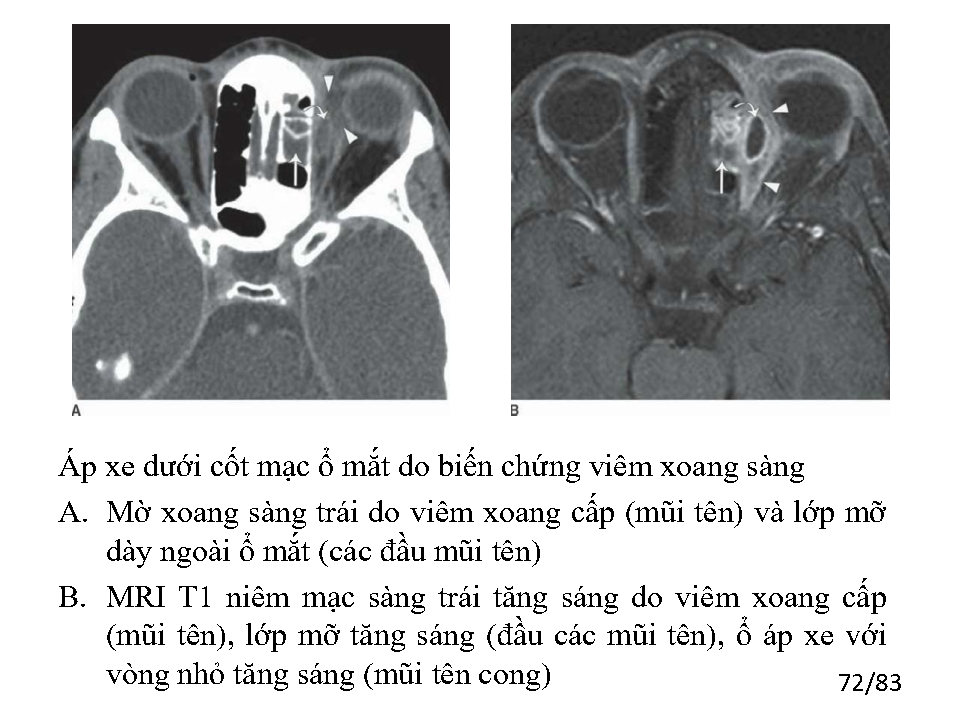 A
B
Áp xe dưới cốt mạc ổ mắt do biến chứng viêm xoang sàng
A. Mờ xoang sàng trái do viêm xoang cấp (mũi tên) và lớp mỡ
dày ngoài ổ mắt (các đầu mũi tên)
B. MRI T1 niêm mạc sàng trái tăng sáng do viêm xoang cấp
(mũi tên), lớp mỡ tăng sáng (đầu các mũi tên), ổ áp xe với
vòng nhỏ tăng sáng (mũi tên cong)
72/83